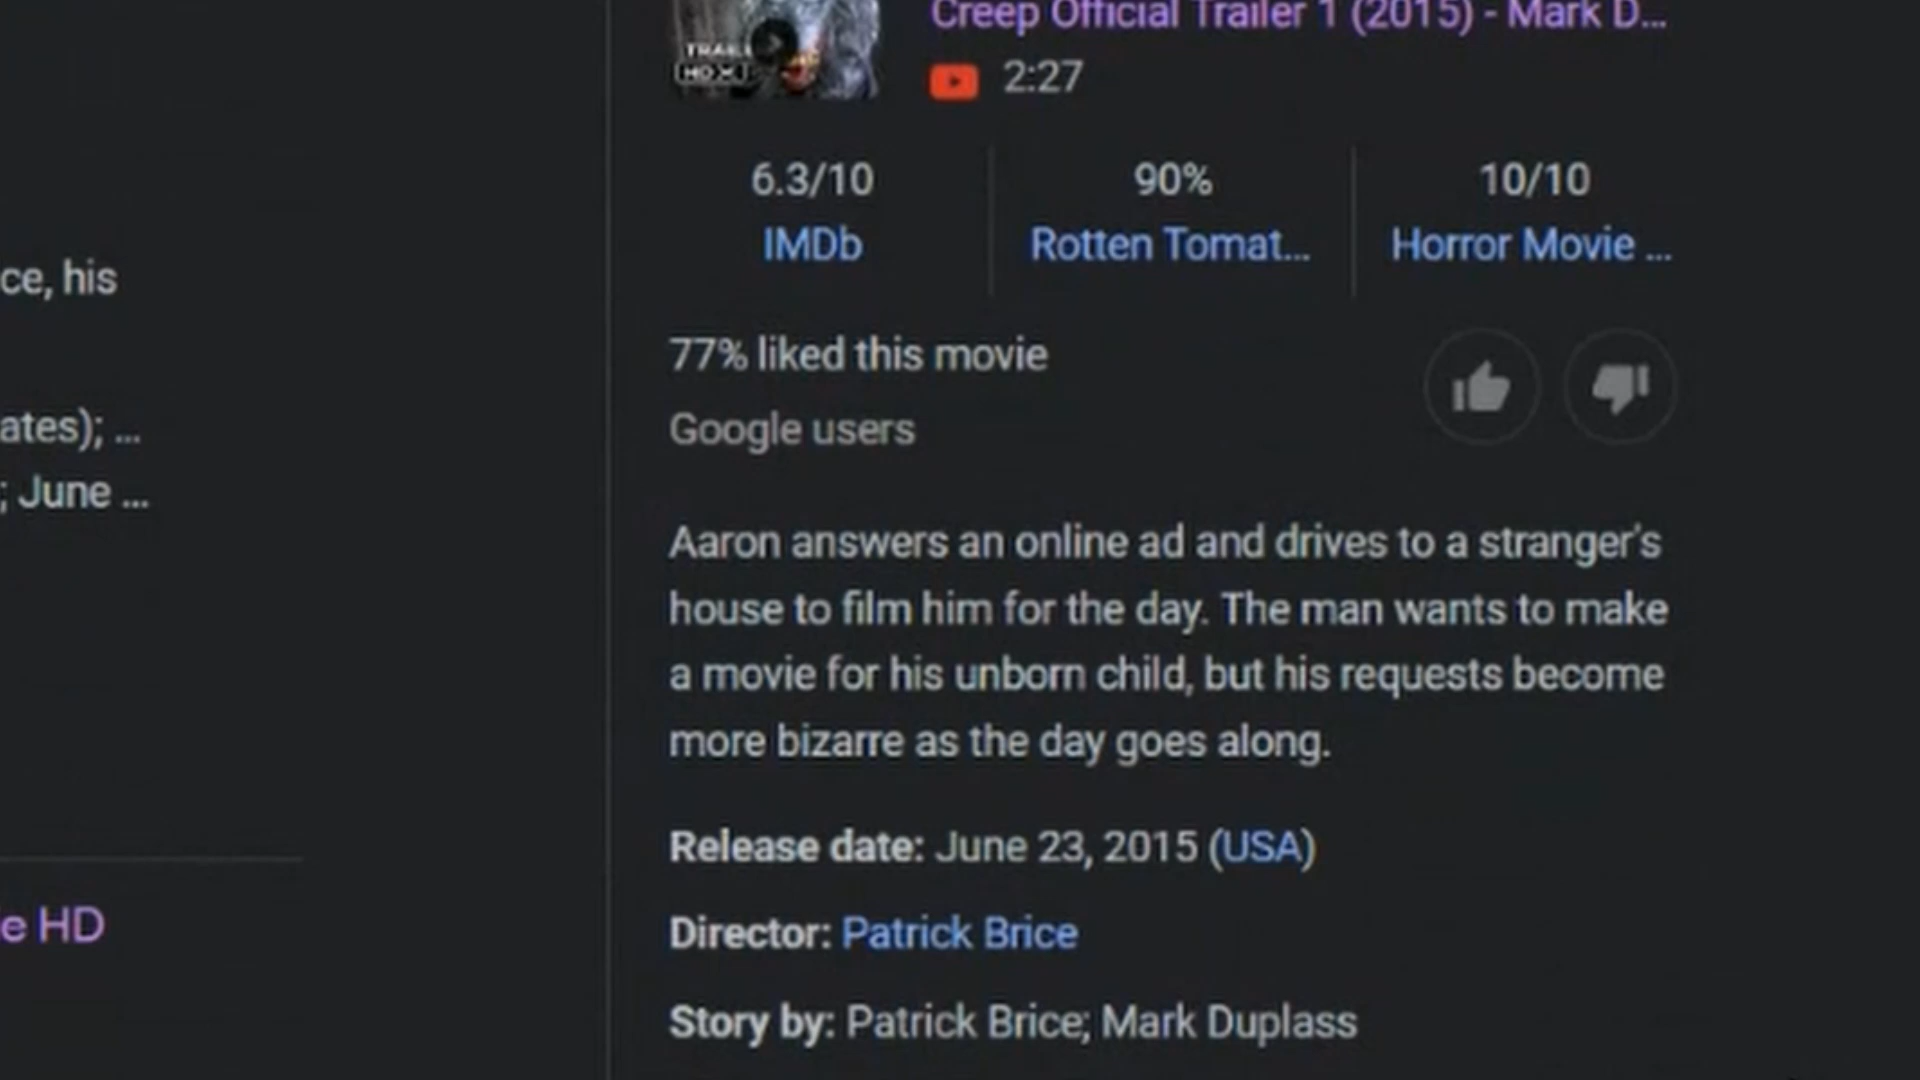 Creep Official Trailer 1 (2015) - Mark D...
TRAILE
HD X
2:27
6.3/10
IMDb
90%
Rotten Tomat...
10/10
Horror Movie ...
ce, his
77% liked this movie
Google users
ates); ...
; June ...
Aaron answers an online ad and drives to a stranger's
house to film him for the day. The man wants to make
a movie for his unborn child, but his requests become
more bizarre as the day goes along.
Release date: June 23, 2015 (USA)
e HD
Director: Patrick Brice
Story by: Patrick Brice; Mark Duplass